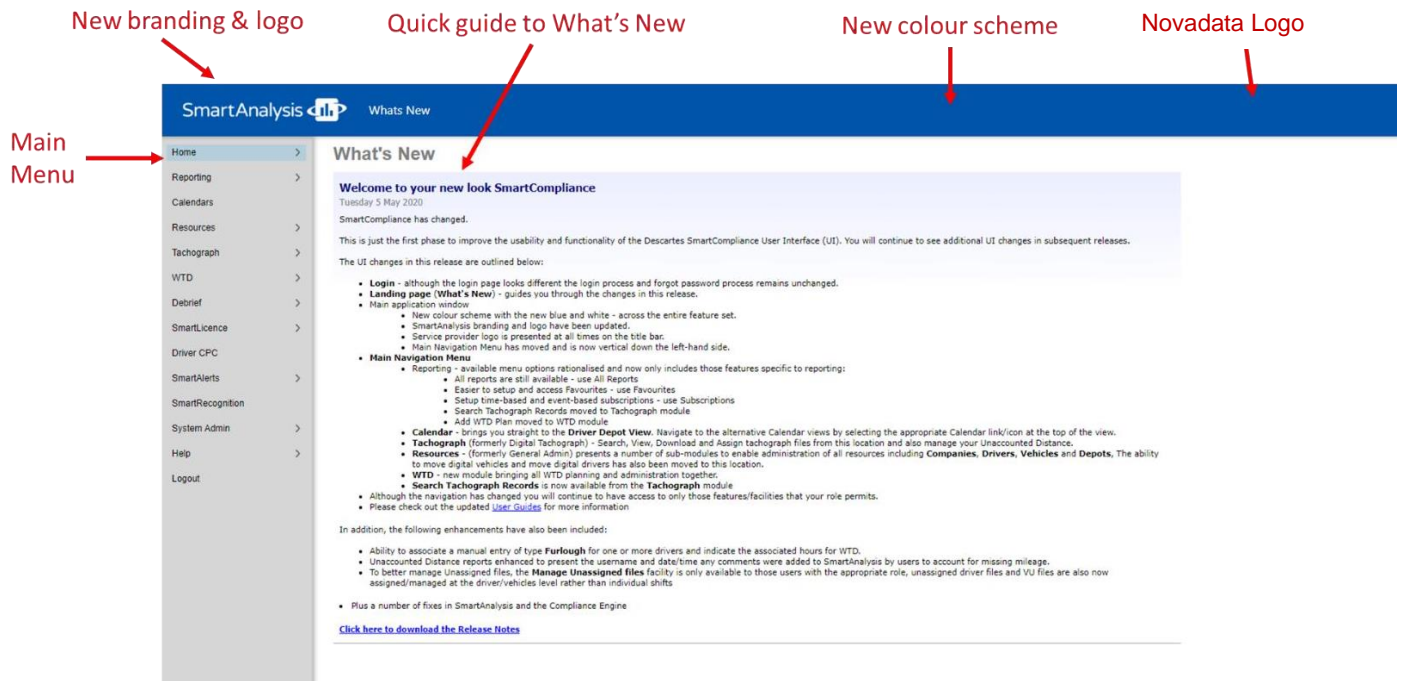 New branding & logo
Quick guide to What's New
New colour scheme
Novadata Logo
SmartAnalysis
Whats New
Main
Menu
Home
Reporting
Calendars
Resources
Tachograph
WTD
Debrief
SmartLicence
Driver CPC
SmartAlerts
SmartRecognition
System Admin
Help
Logout
What's New
Welcome to your new look SmartCompliance
Tuesday 5 May 2020
SmartCompliance has changed.
This is just the first phase to improve the usability and functionality of the Descartes SmartCompliance User Interface (UI). You will continue to see additional UI changes in subsequent releases.
The UI changes in this release are outlined below:
• Login - although the login page looks different the login process and forgot password process remains unchanged.
• Landing page (What's New) - guides you through the changes in this release.
• Main application window
• New colour scheme with the new blue and white - across the entire feature set.
• SmartAnalysis branding and logo have been updated.
• Service provider logo is presented at all times on the title bar.
• Main Navigation Menu has moved and is now vertical down the left-hand side.
• Main Navigation Menu
• Reporting - available menu options rationalised and now only includes those features specific to reporting:
• All reports are still available - use All Reports
• Easier to setup and access Favourites - use Favourites
• Setup time-based and event-based subscriptions - use Subscriptions
• Search Tachograph Records moved to Tachograph module
• Add WTD Plan moved to WTD module
• Calendar - brings you straight to the Driver Depot View. Navigate to the alternative Calendar views by selecting the appropriate Calendar link/icon at the top of the view.
• Tachograph (formerly Digital Tachograph) - Search, View, Download and Assign tachograph files from this location and also manage your Unaccounted Distance.
• Resources - (formerly General Admin) presents a number of sub-modules to enable administration of all resources including Companies, Drivers, Vehicles and Depots, The ability
to move digital vehicles and move digital drivers has also been moved to this location.
• WTD - new module bringing all WTD planning and administration together.
• Search Tachograph Records is now available from the Tachograph module
• Although the navigation has changed you will continue to have access to only those features/facilities that your role permits.
• Please check out the updated User Guides for more information
In addition, the following enhancements have also been included:
• Ability to associate a manual entry of type Furlough for one or more drivers and indicate the associated hours for WTD.
• Unaccounted Distance reports enhanced to present the username and date/time any comments were added to SmartAnalysis by users to account for missing mileage.
• To better manage Unassigned files, the Manage Unassigned files facility is only available to those users with the appropriate role, unassigned driver files and VU files are also now
assigned/managed at the driver/vehicles level rather than individual shifts
• Plus a number of fixes in SmartAnalysis and the Compliance Engine
Click here to download the Release Notes